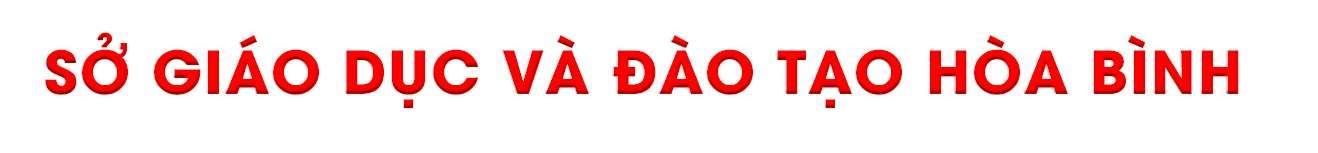 SỞ GIÁO DỤC VÀ ĐÀO TẠO HÒA BÌNH